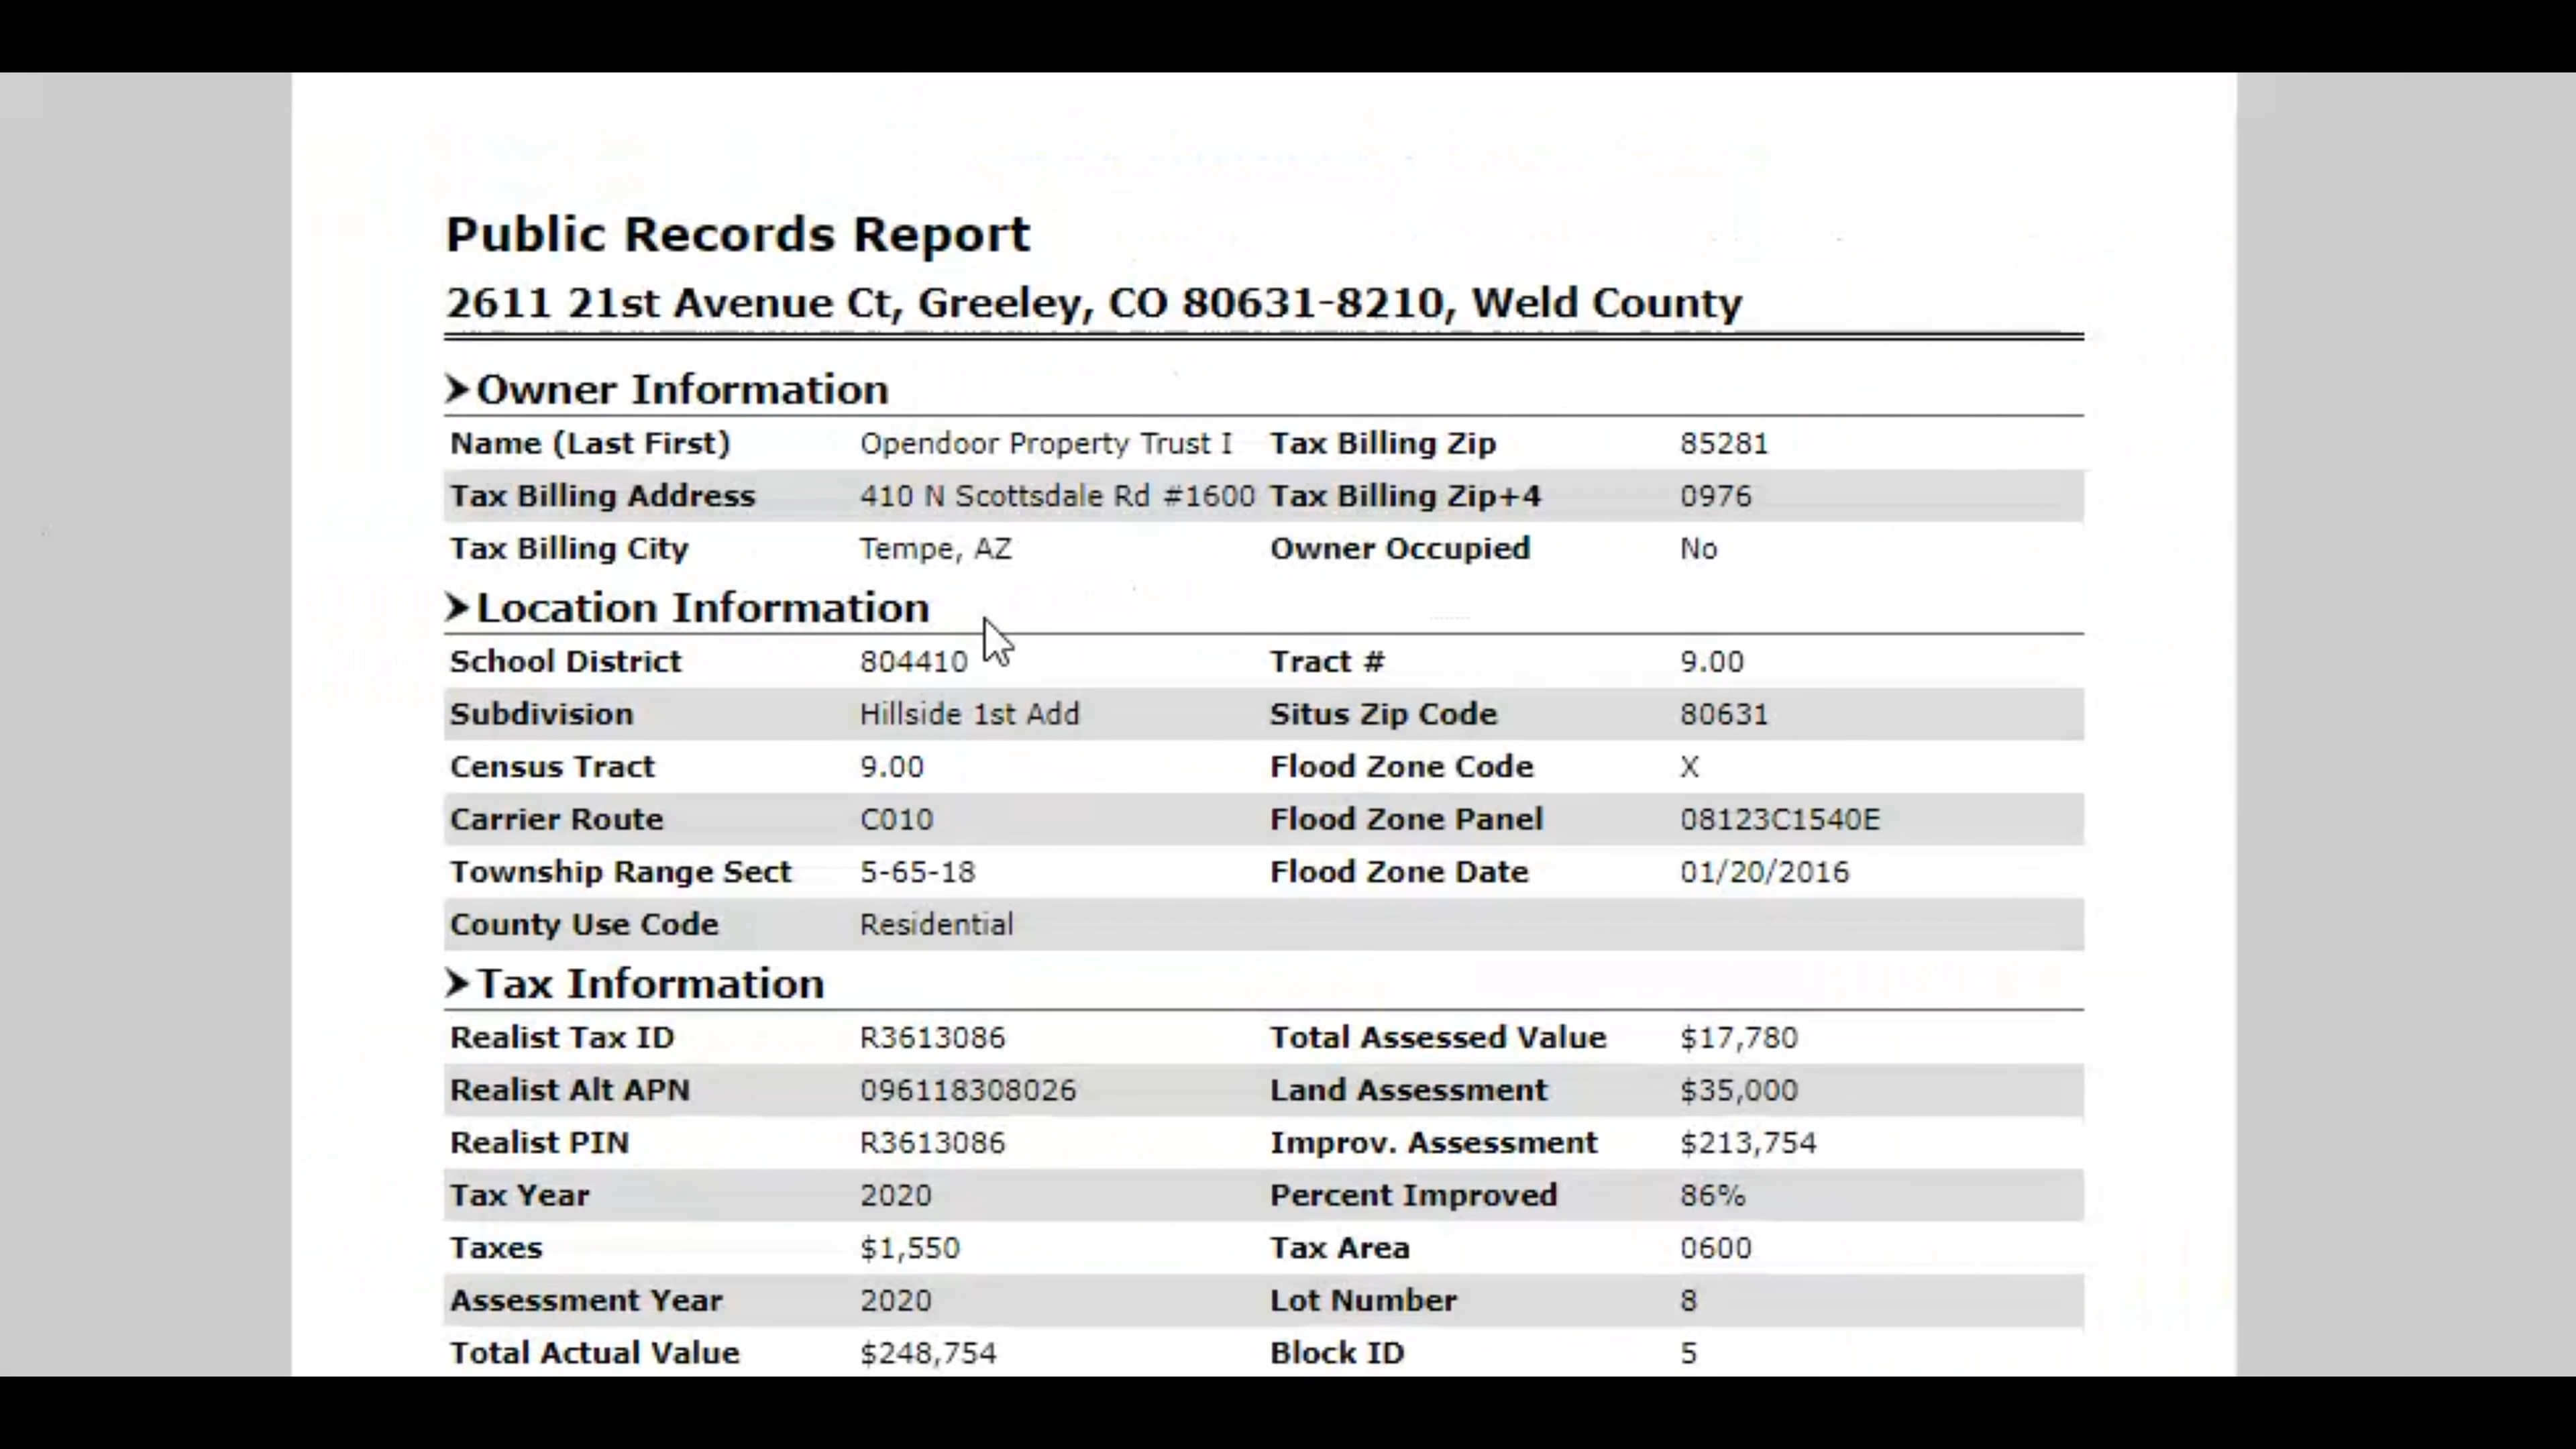 Public Records Report
2611 21st Avenue Ct, Greeley, CO 80631-8210, Weld County
Owner Information
Name (Last First) Opendoor Property Trust I Tax Billing Zip 85281
Tax Billing Address 410 N Scottsdale Rd #1600 Tax Billing Zip+4 0976
Tax Billing City Tempe, AZ Owner Occupied No
Location Information
School District 804410 Tract # 9.00
Subdivision Hillside 1st Add Situs Zip Code 80631
Census Tract 9.00 Flood Zone Code X
Carrier Route C010 Flood Zone Panel 08123C1540E
Township Range Sect 5-65-18 Flood Zone Date 01/20/2016
County Use Code Residential
Tax Information
Realist Tax ID R3613086 Total Assessed Value $17,780
Realist Alt APN 096118308026 Land Assessment $35,000
Realist PIN R3613086 Improv. Assessment $213,754
Tax Year 2020 Percent Improved 86%
Taxes $1,550 Tax Area 0600
Assessment Year 2020 Lot Number 8
Total Actual Value $248,754 Block ID 5